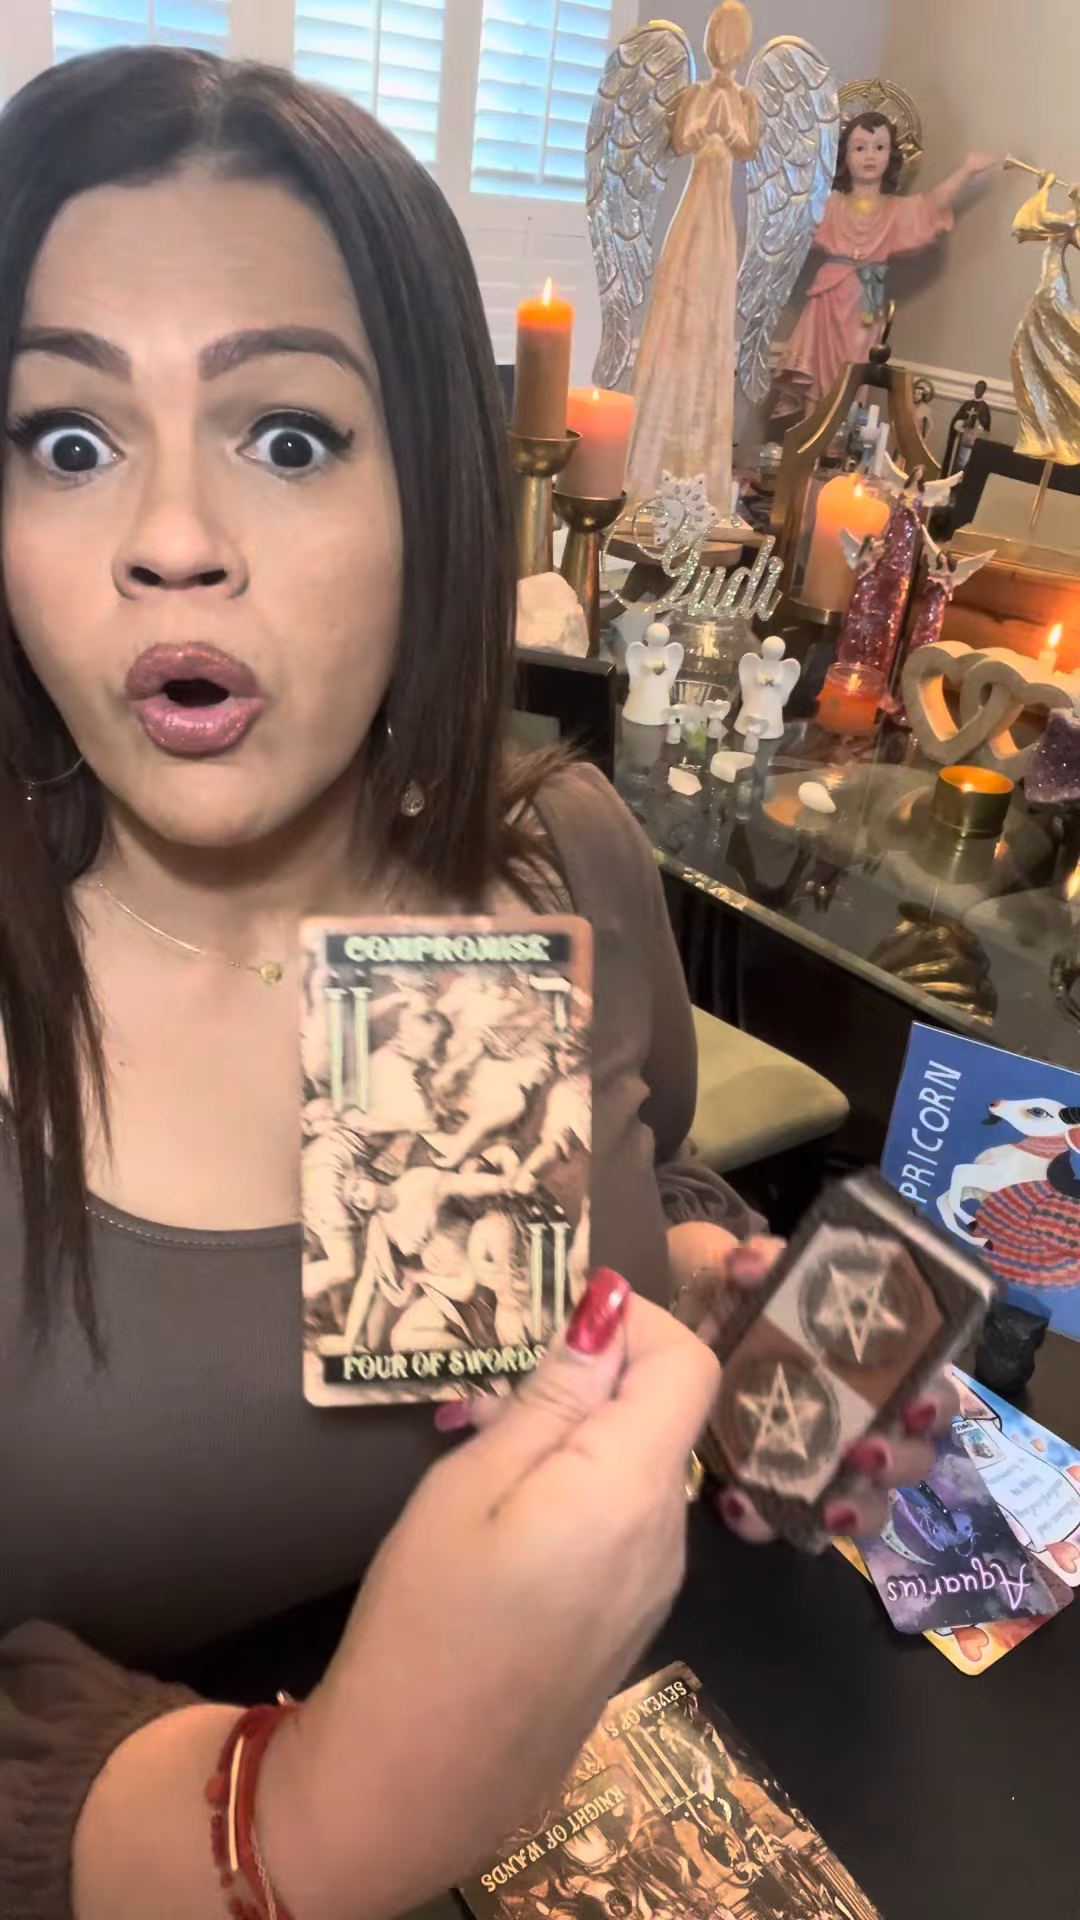 Yudi
COMPROMISE
FOUR OF SWORDS
PRICORN
Aquarius
SEVEN OF S
KNIGHT OF WANDS